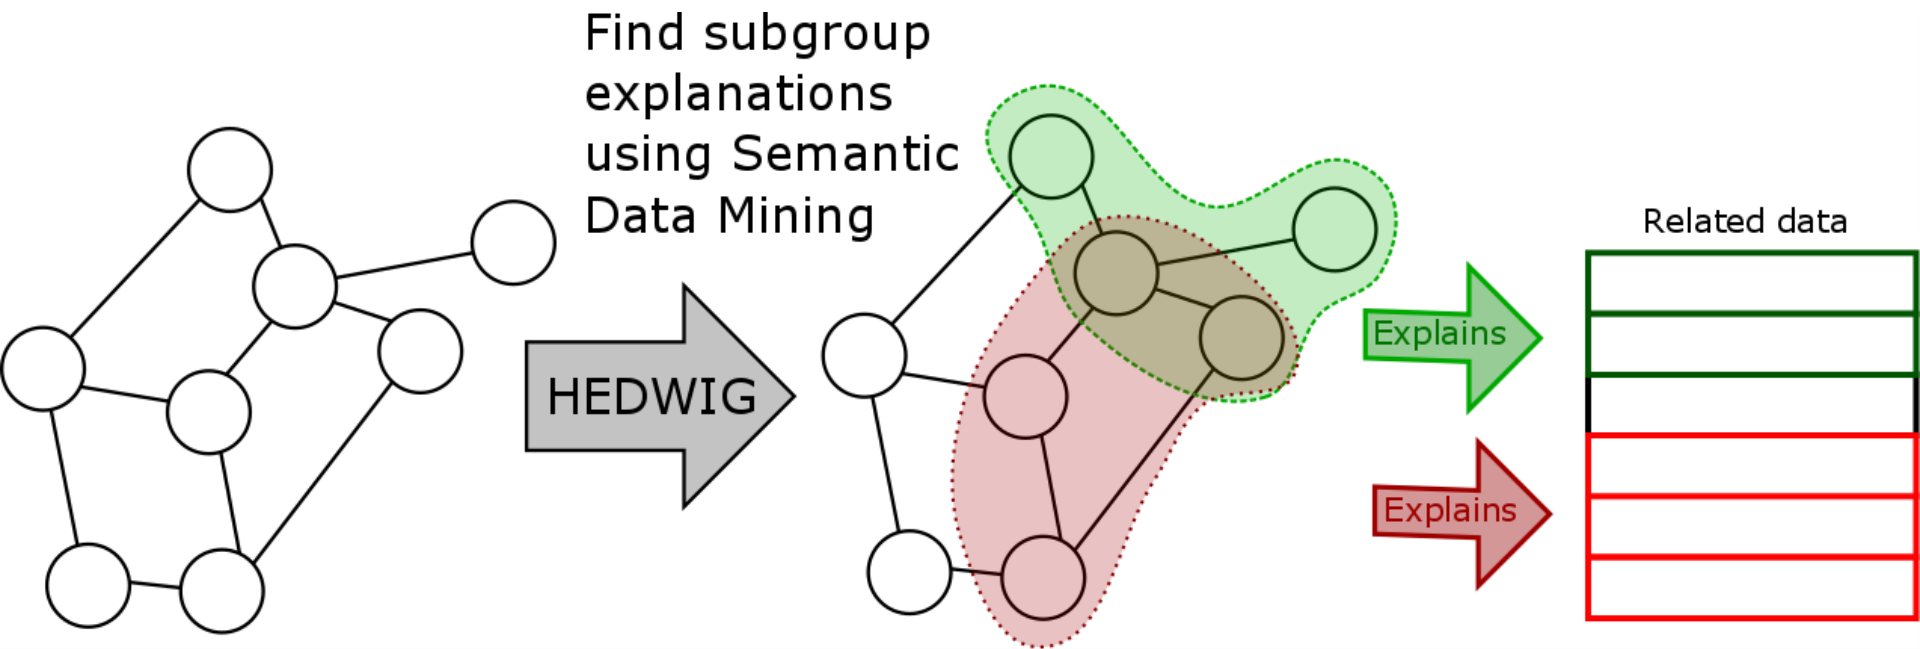 Find subgroup
explanations
using Semantic
Data Mining
HEDWIG
Explains
Explains
Related data